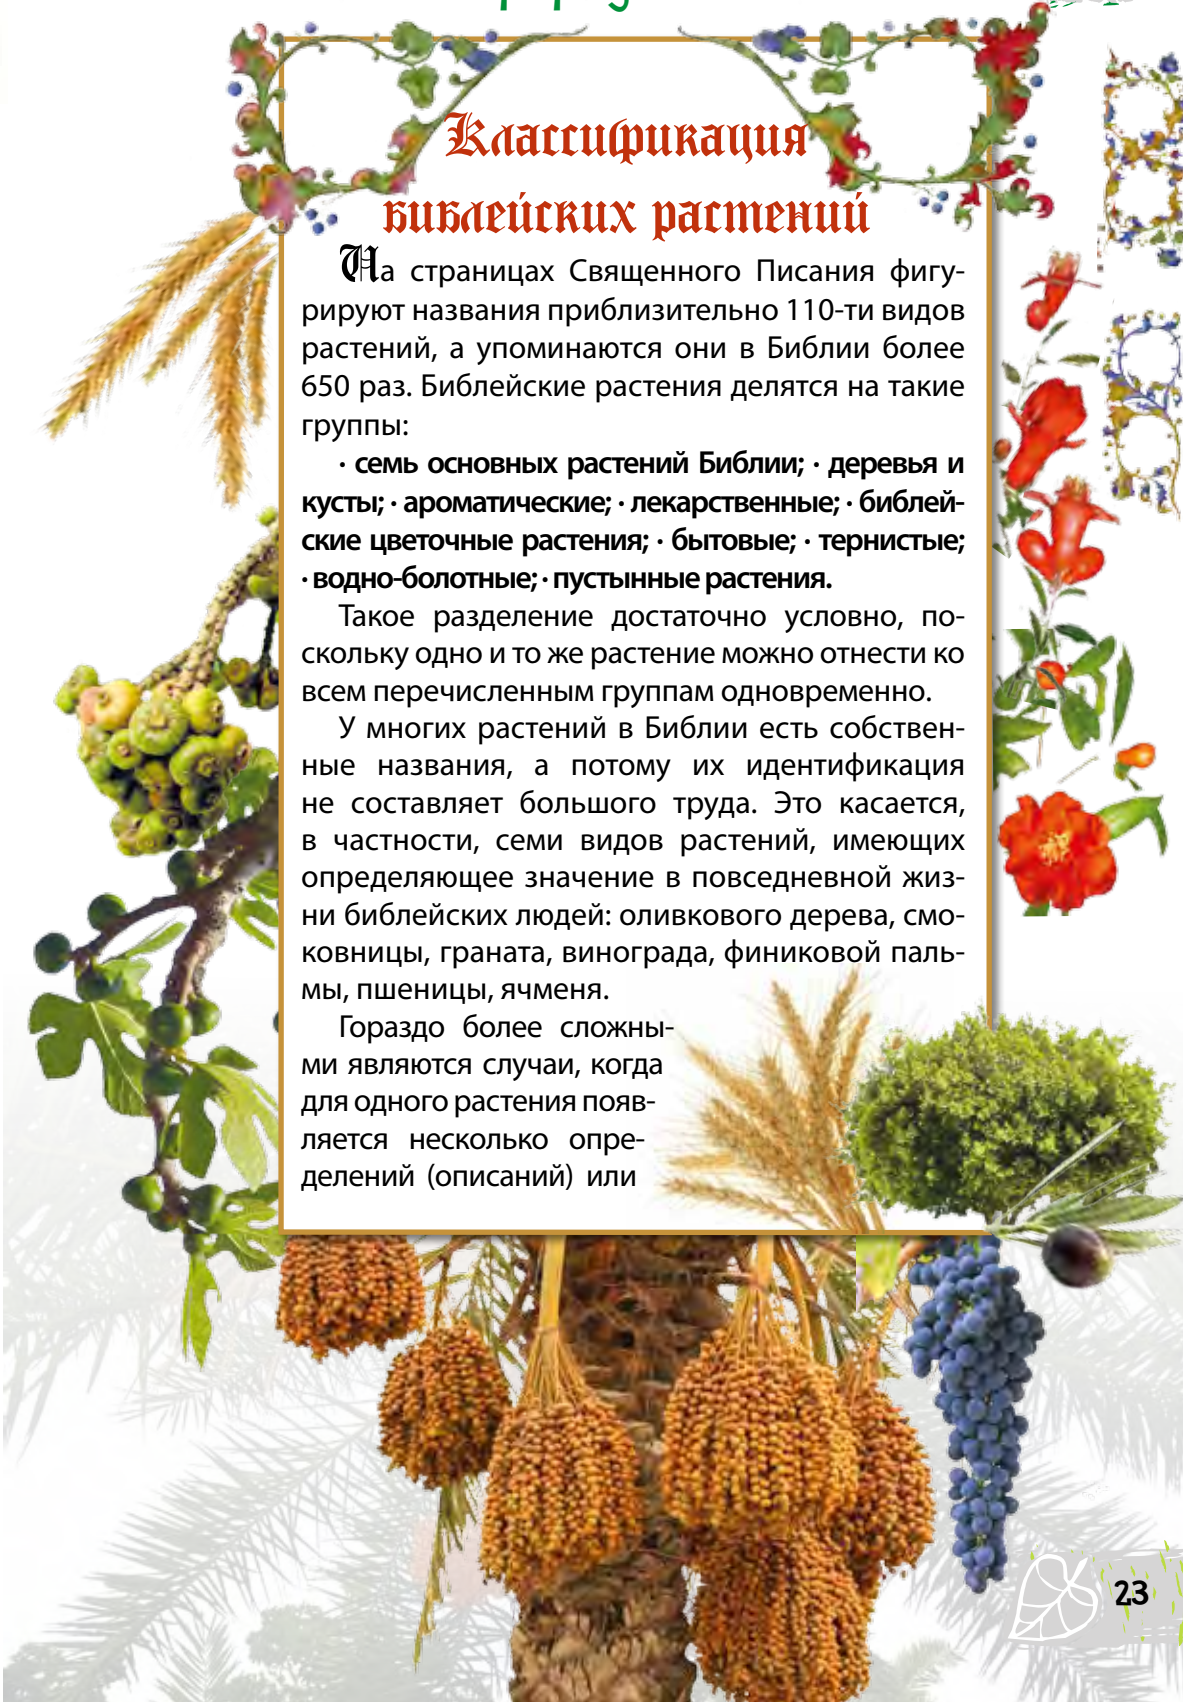 Классификация
библейских растений
На страницах Священного Писания фигу-
рируют названия приблизительно 110-ти видов
растений, а упоминаются они в Библии более
650 раз. Библейские растения делятся на такие
группы:
· семь основных растений Библии; · деревья и
кусты; · ароматические; · лекарственные; · библей-
ские цветочные растения; · бытовые; · тернистые;
· водно-болотные; · пустынные растения.
Такое разделение достаточно условно, по-
скольку одно и то же растение можно отнести ко
всем перечисленным группам одновременно.
У многих растений в Библии есть собствен-
ные названия, а потому их идентификация
не составляет большого труда. Это касается,
в частности, семи видов растений, имеющих
определяющее значение в повседневной жиз-
ни библейских людей: оливкового дерева, смо-
ковницы, граната, винограда, финиковой паль-
мы, пшеницы, ячменя.
Гораздо более сложны-
ми являются случаи, когда
для одного растения появ-
ляется несколько опре-
делений (описаний) или
23